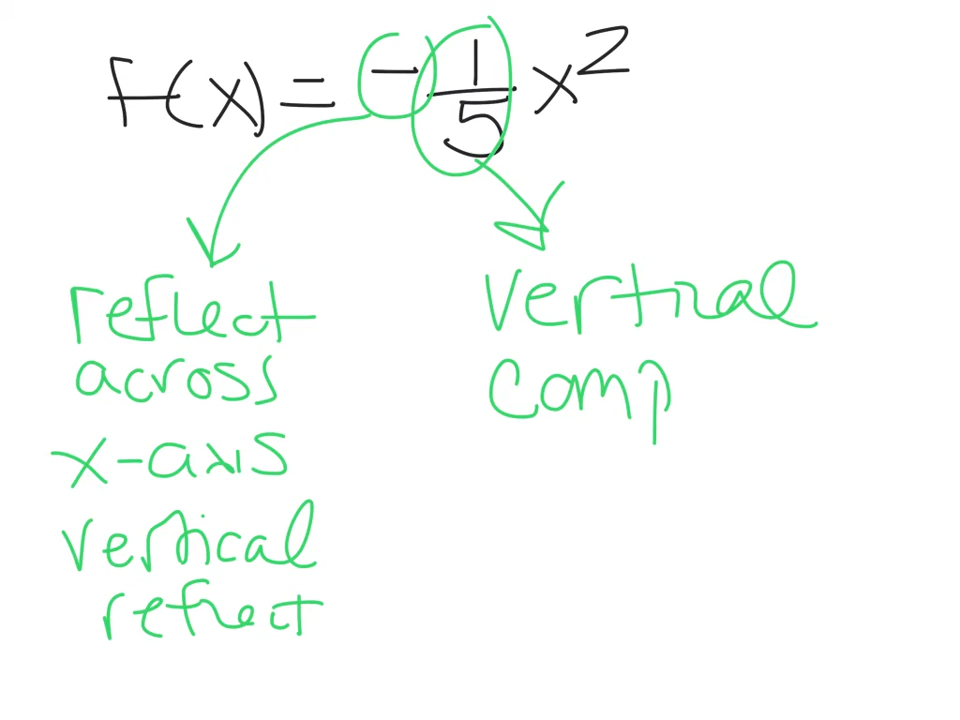 f(x) = - 1/5 x²
reflect
across
x-axis
vertical
reflect
vertical
comp